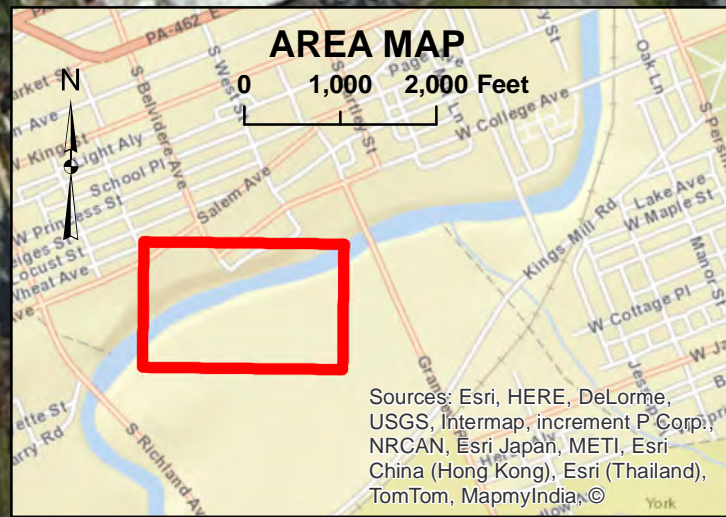 AREA MAP
0 1,000 2,000 Feet
N
PA-462 E
S Belvidere Ave
S West St
W College Ave
Oak Ln
W King St
Light Aly
School Pl
Salem Ave
W Princess St
Locust St
Wheat Ave
Kings Mill Rd
Lake Ave
W Maple St
Manor St
W Cottage Pl
S Richland Av
Sources: Esri, HERE, DeLorme,
USGS, Intermap, increment P Corp.,
NRCAN, Esri Japan, METI, Esri
China (Hong Kong), Esri (Thailand),
TomTom, MapmyIndia, ©
York